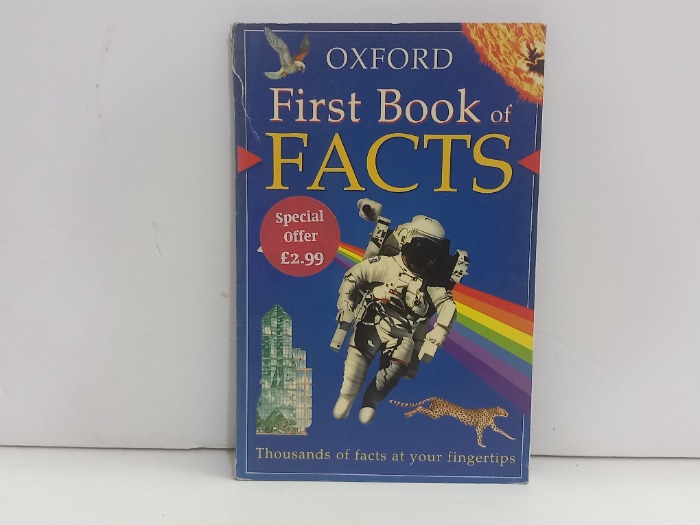 OXFORD
First Book of
FACTS
Special
Offer
£2.99
Thousands of facts at your fingertips